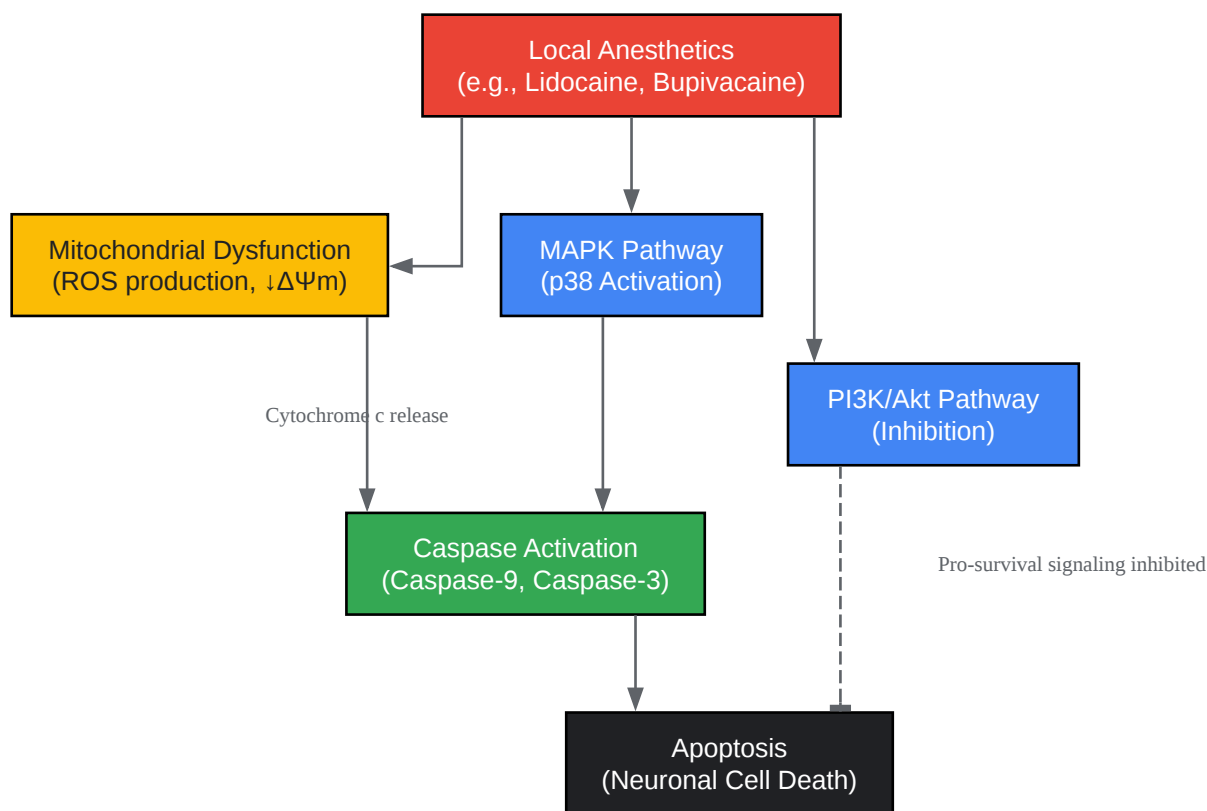 Local Anesthetics
(e.g., Lidocaine, Bupivacaine)
Mitochondrial Dysfunction
(ROS production, ↓ΔΨm)
MAPK Pathway
(p38 Activation)
PI3K/Akt Pathway
(Inhibition)
Cytochrome c release
Caspase Activation
(Caspase-9, Caspase-3)
Pro-survival signaling inhibited
Apoptosis
(Neuronal Cell Death)